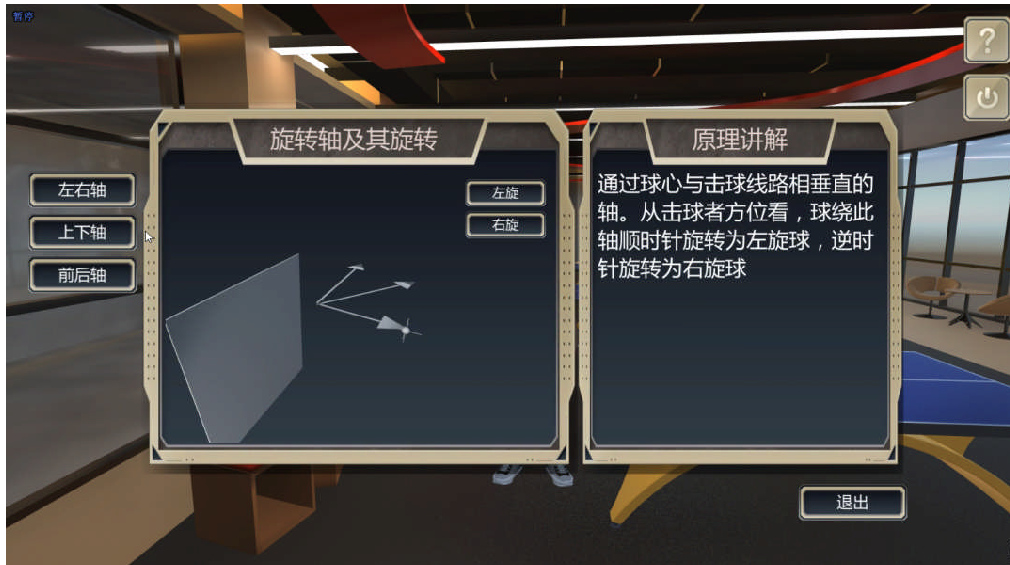 暂停
?
旋转轴及其旋转
原理讲解
左右轴
上下轴
前后轴
左旋
右旋
通过球心与击球线路相垂直的
轴。从击球者方位看，球绕此
轴顺时针旋转为左旋球，逆时
针旋转为右旋球
退出